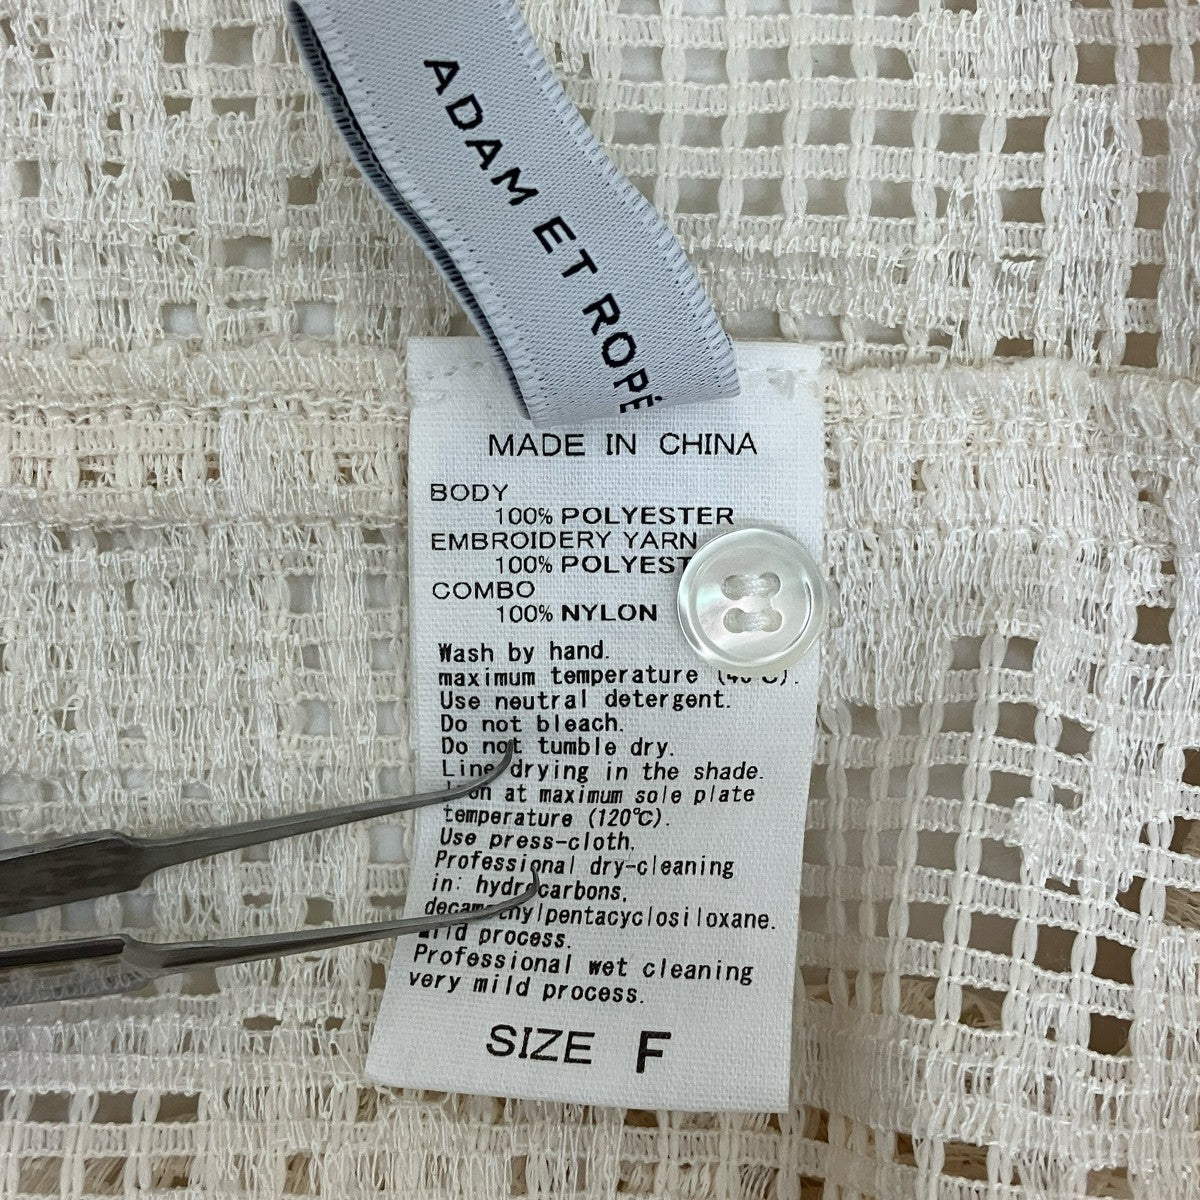 ADAM ET ROPÉ
MADE IN CHINA
BODY
100% POLYESTER
EMBROIDERY YARN
100% POLYEST
COMBO
100% NYLON
Wash by hand.
maximum temperature
Use neutral detergent.
Do not bleach.
Do not tumble dry.
Line drying in the shade.
Iron at maximum sole plate
temperature (120℃).
Use press-cloth.
Professional dry-cleaning
in: hydrocarbons,
decamethylpentacyclosiloxane.
Mild process.
Professional wet cleaning
very mild process.
SIZE F